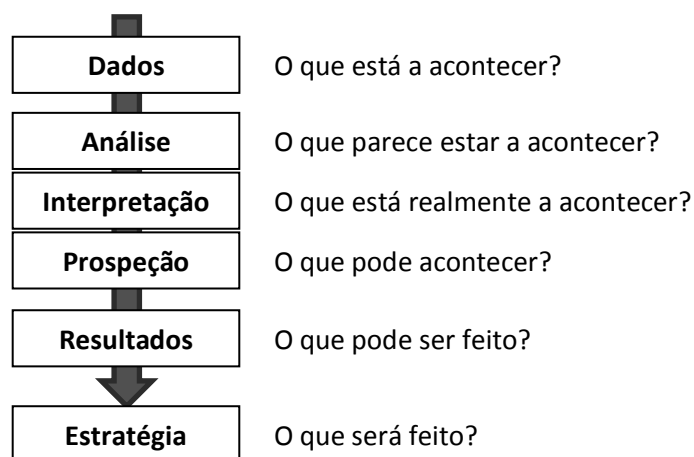 Dados O que está a acontecer?
Análise O que parece estar a acontecer?
Interpretação O que está realmente a acontecer?
Prospeção O que pode acontecer?
Resultados O que pode ser feito?
Estratégia O que será feito?